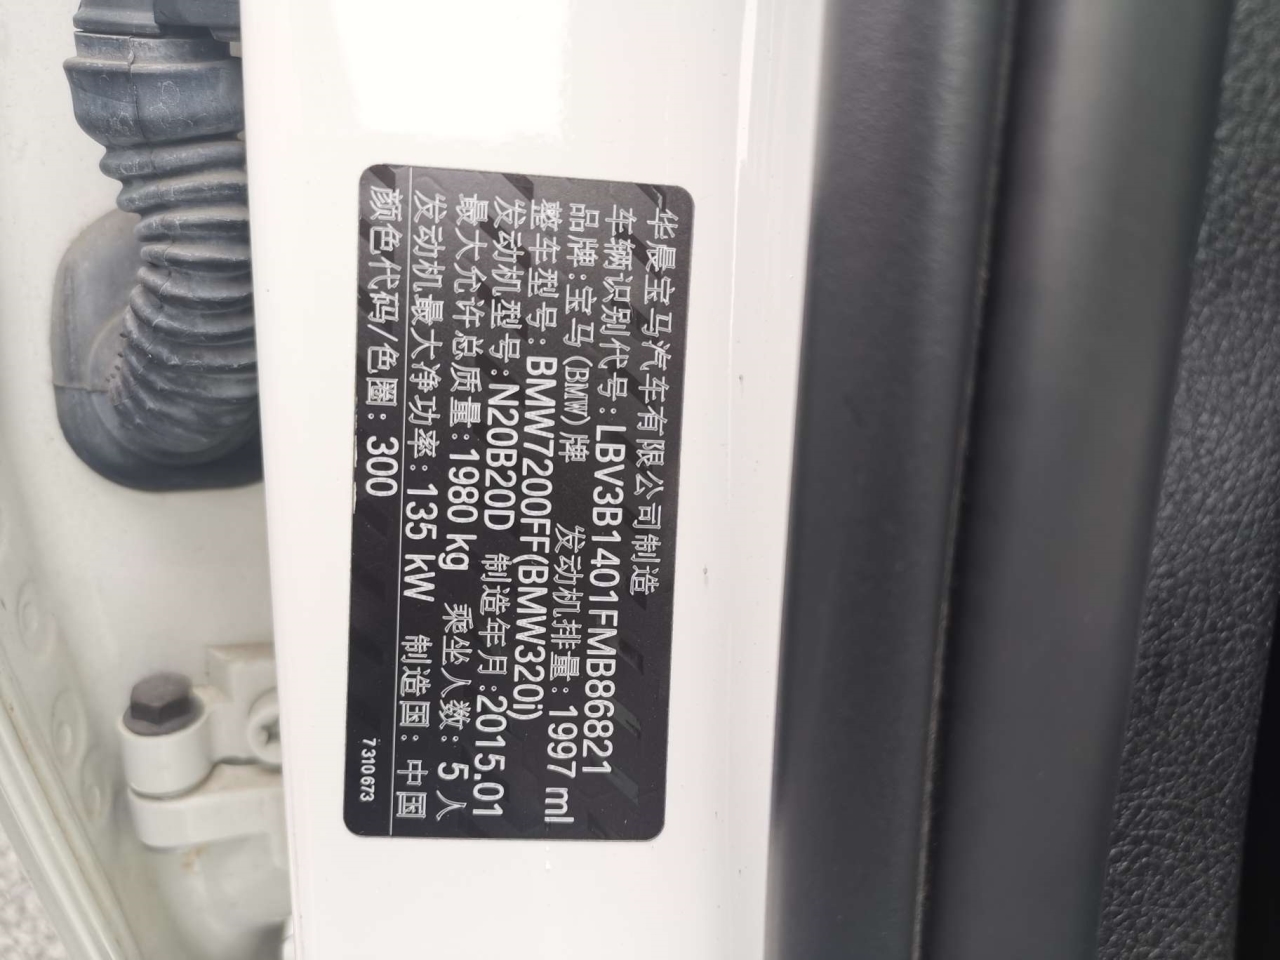 华晨宝马汽车有限公司制造
车辆识别代号:LBV3B1401FMB86821
品牌:宝马(BMW)牌 发动机排量:1997 ml
整车型号:BMW7200FF(BMW320i)
发动机型号:N20B20D 制造年月:2015.01
最大允许总质量:1980 kg 乘坐人数:5人
发动机最大净功率:135 kW 制造国:中国
颜色代码/色圈:300
7310673